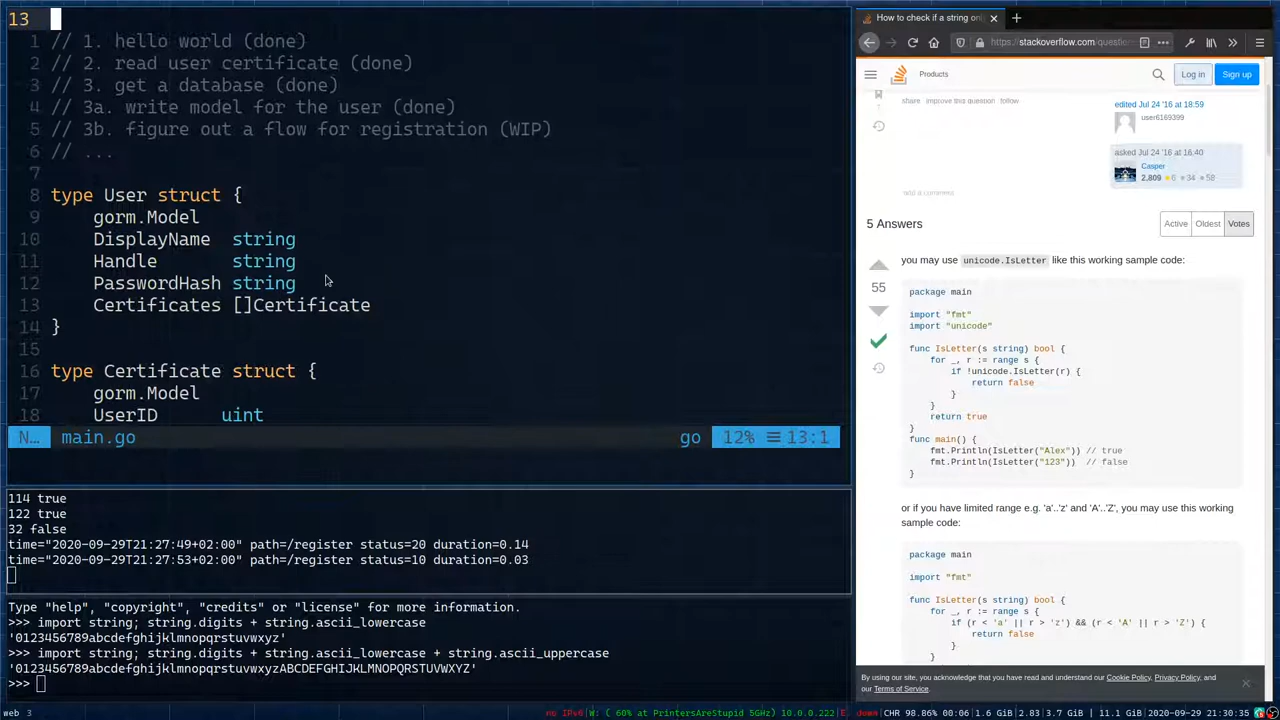 13
1 // 1. hello world (done)
2 // 2. read user certificate (done)
3 // 3. get a database (done)
4 // 3a. write a model for the user (done)
5 // 3b. figure out a flow for registration (WIP)
6 // ...
7
8 type User struct {
9 gorm.Model
10 DisplayName string
11 Handle string
12 PasswordHash string
13 Certificates []Certificate
14 }
15
16 type Certificate struct {
17 gorm.Model
18 UserID uint
N… main.go go 12% ≡ 13:1
114 true
122 true
32 false
time="2020-09-29T21:27:49+02:00" path=/register status=20 duration=0.14
time="2020-09-29T21:27:53+02:00" path=/register status=10 duration=0.03
Type "help", "copyright", "credits" or "license" for more information.
>>> import string; string.digits + string.ascii_lowercase
'0123456789abcdefghijklmnopqrstuvwxyz'
>>> import string; string.digits + string.ascii_lowercase + string.ascii_uppercase
'0123456789abcdefghijklmnopqrstuvwxyzABCDEFGHIJKLMNOPQRSTUVWXYZ'
>>>
How to check if a string on
https://stackoverflow.com/question
Products
Log in
Sign up
share improve this question follow
edited Jul 24 '16 at 18:59
user6169399
asked Jul 24 '16 at 16:40
Casper
2,809 6 34 58
add a comment
5 Answers
Active Oldest Votes
you may use unicode.IsLetter like this working sample code:
55
package main
import "fmt"
import "unicode"
func IsLetter(s string) bool {
for _, r := range s {
if !unicode.IsLetter(r) {
return false
}
}
return true
}
func main() {
fmt.Println(IsLetter("Alex")) // true
fmt.Println(IsLetter("123")) // false
}
or if you have limited range e.g. 'a'..'z' and 'A'..'Z', you may use this working
sample code:
package main
import "fmt"
func IsLetter(s string) bool {
for _, r := range s {
if (r < 'a' || r > 'z') && (r < 'A' || r > 'Z') {
return false
}
By using our site, you acknowledge that you have read and understand our Cookie Policy, Privacy Policy, and
our Terms of Service.
web 3
no IPv6|W: ( 60% at PrintersAreStupid 5GHz) 10.0.0.222|E: down|CHR 98.86% 00:06|1.6 GiB|2.83|3.7 GiB | 11.1 GiB|2020-09-29 21:30:35